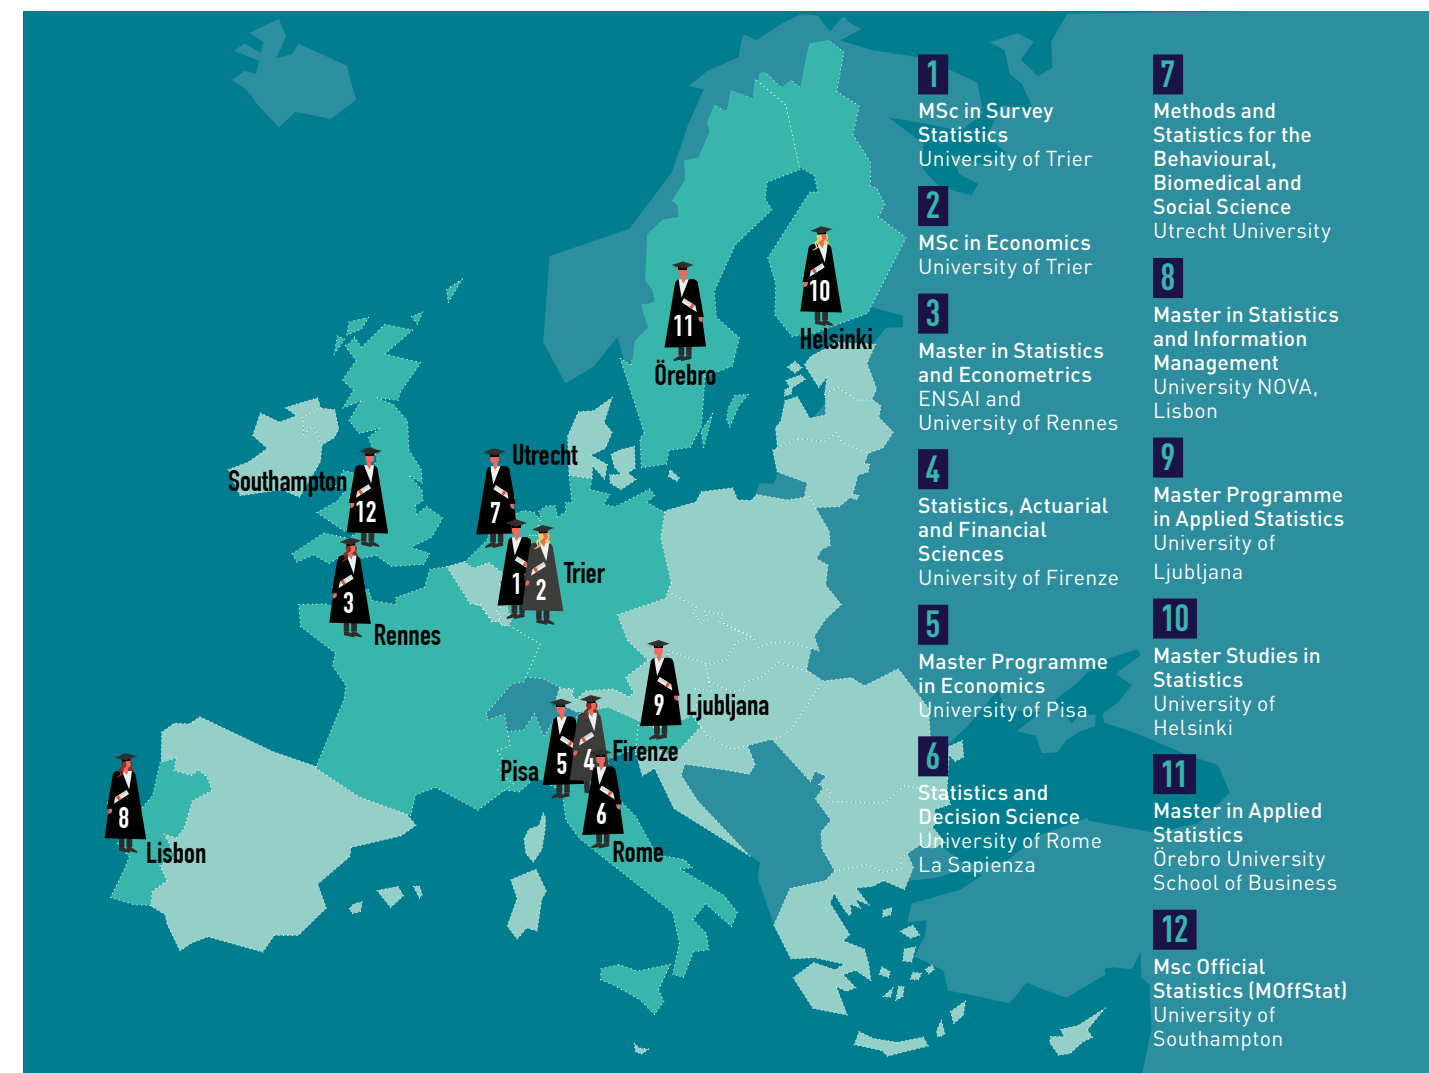 10
Helsinki
11
Örebro
Utrecht
7
Southampton
12
1
2
Trier
3
Rennes
9
Ljubljana
5
4
Firenze
Pisa
6
Rome
8
Lisbon
1
MSc in Survey
Statistics
University of Trier
2
MSc in Economics
University of Trier
3
Master in Statistics
and Econometrics
ENSAI and
University of Rennes
4
Statistics, Actuarial
and Financial
Sciences
University of Firenze
5
Master Programme
in Economics
University of Pisa
6
Statistics and
Decision Science
University of Rome
La Sapienza
7
Methods and
Statistics for the
Behavioural,
Biomedical and
Social Science
Utrecht University
8
Master in Statistics
and Information
Management
University NOVA,
Lisbon
9
Master Programme
in Applied Statistics
University of
Ljubljana
10
Master Studies in
Statistics
University of
Helsinki
11
Master in Applied
Statistics
Örebro University
School of Business
12
Msc Official
Statistics (MOffStat)
University of
Southampton